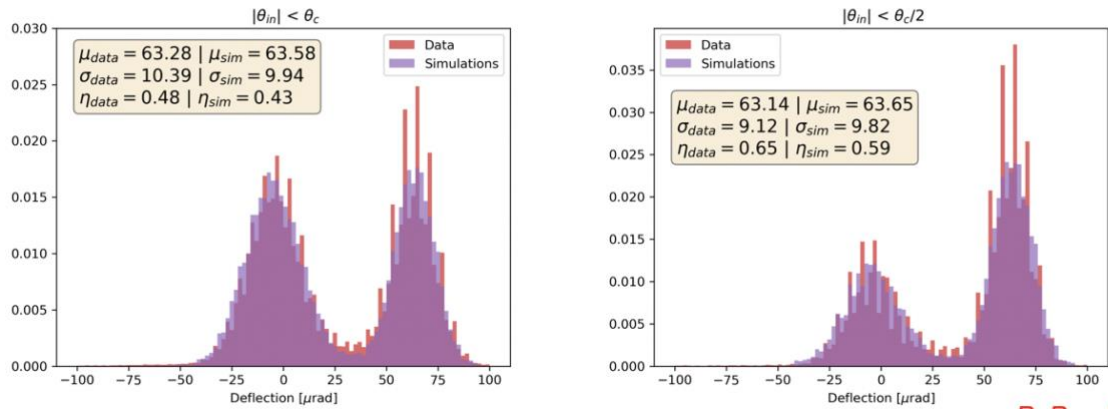 |θin| < θc
0.030
0.025
0.020
0.015
0.010
0.005
0.000
μdata = 63.28 | μsim = 63.58
σdata = 10.39 | σsim = 9.94
ηdata = 0.48 | ηsim = 0.43
Data
Simulations
−100 −75 −50 −25 0 25 50 75 100
Deflection [μrad]
|θin| < θc/2
0.035
0.030
0.025
0.020
0.015
0.010
0.005
0.000
Data
Simulations
μdata = 63.14 | μsim = 63.65
σdata = 9.12 | σsim = 9.82
ηdata = 0.65 | ηsim = 0.59
−100 −75 −50 −25 0 25 50 75 100
Deflection [μrad]